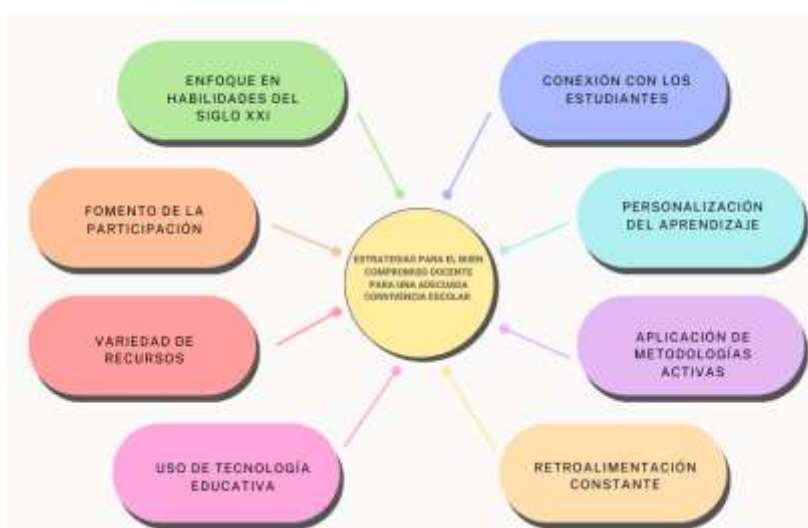 ENFOQUE EN
HABILIDADES DEL
SIGLO XXI
CONEXIÓN CON LOS
ESTUDIANTES
FOMENTO DE LA
PARTICIPACIÓN
PERSONALIZACIÓN
DEL APRENDIZAJE
ESTRATEGIAS PARA EL BUEN
COMPROMISO DOCENTE
PARA UNA ADECUADA
CONVIVENCIA ESCOLAR
VARIEDAD DE
RECURSOS
APLICACIÓN DE
METODOLOGÍAS
ACTIVAS
USO DE TECNOLOGÍA
EDUCATIVA
RETROALIMENTACIÓN
CONSTANTE